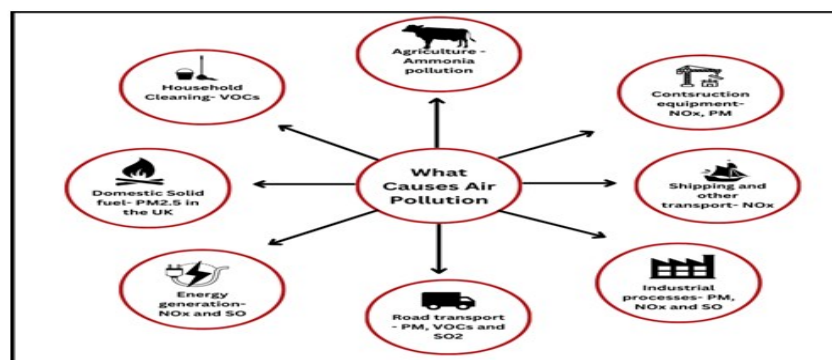 What
Causes Air
Pollution
Agriculture -
Ammonia
pollution
Contsruction
equipment-
NOx, PM
Shipping and
other
transport- NOx
Industrial
processes- PM,
NOx and SO
Road transport
- PM, VOCs and
SO2
Energy
generation-
NOx and SO
Domestic Solid
fuel- PM2.5 in
the UK
Household
Cleaning- VOCs